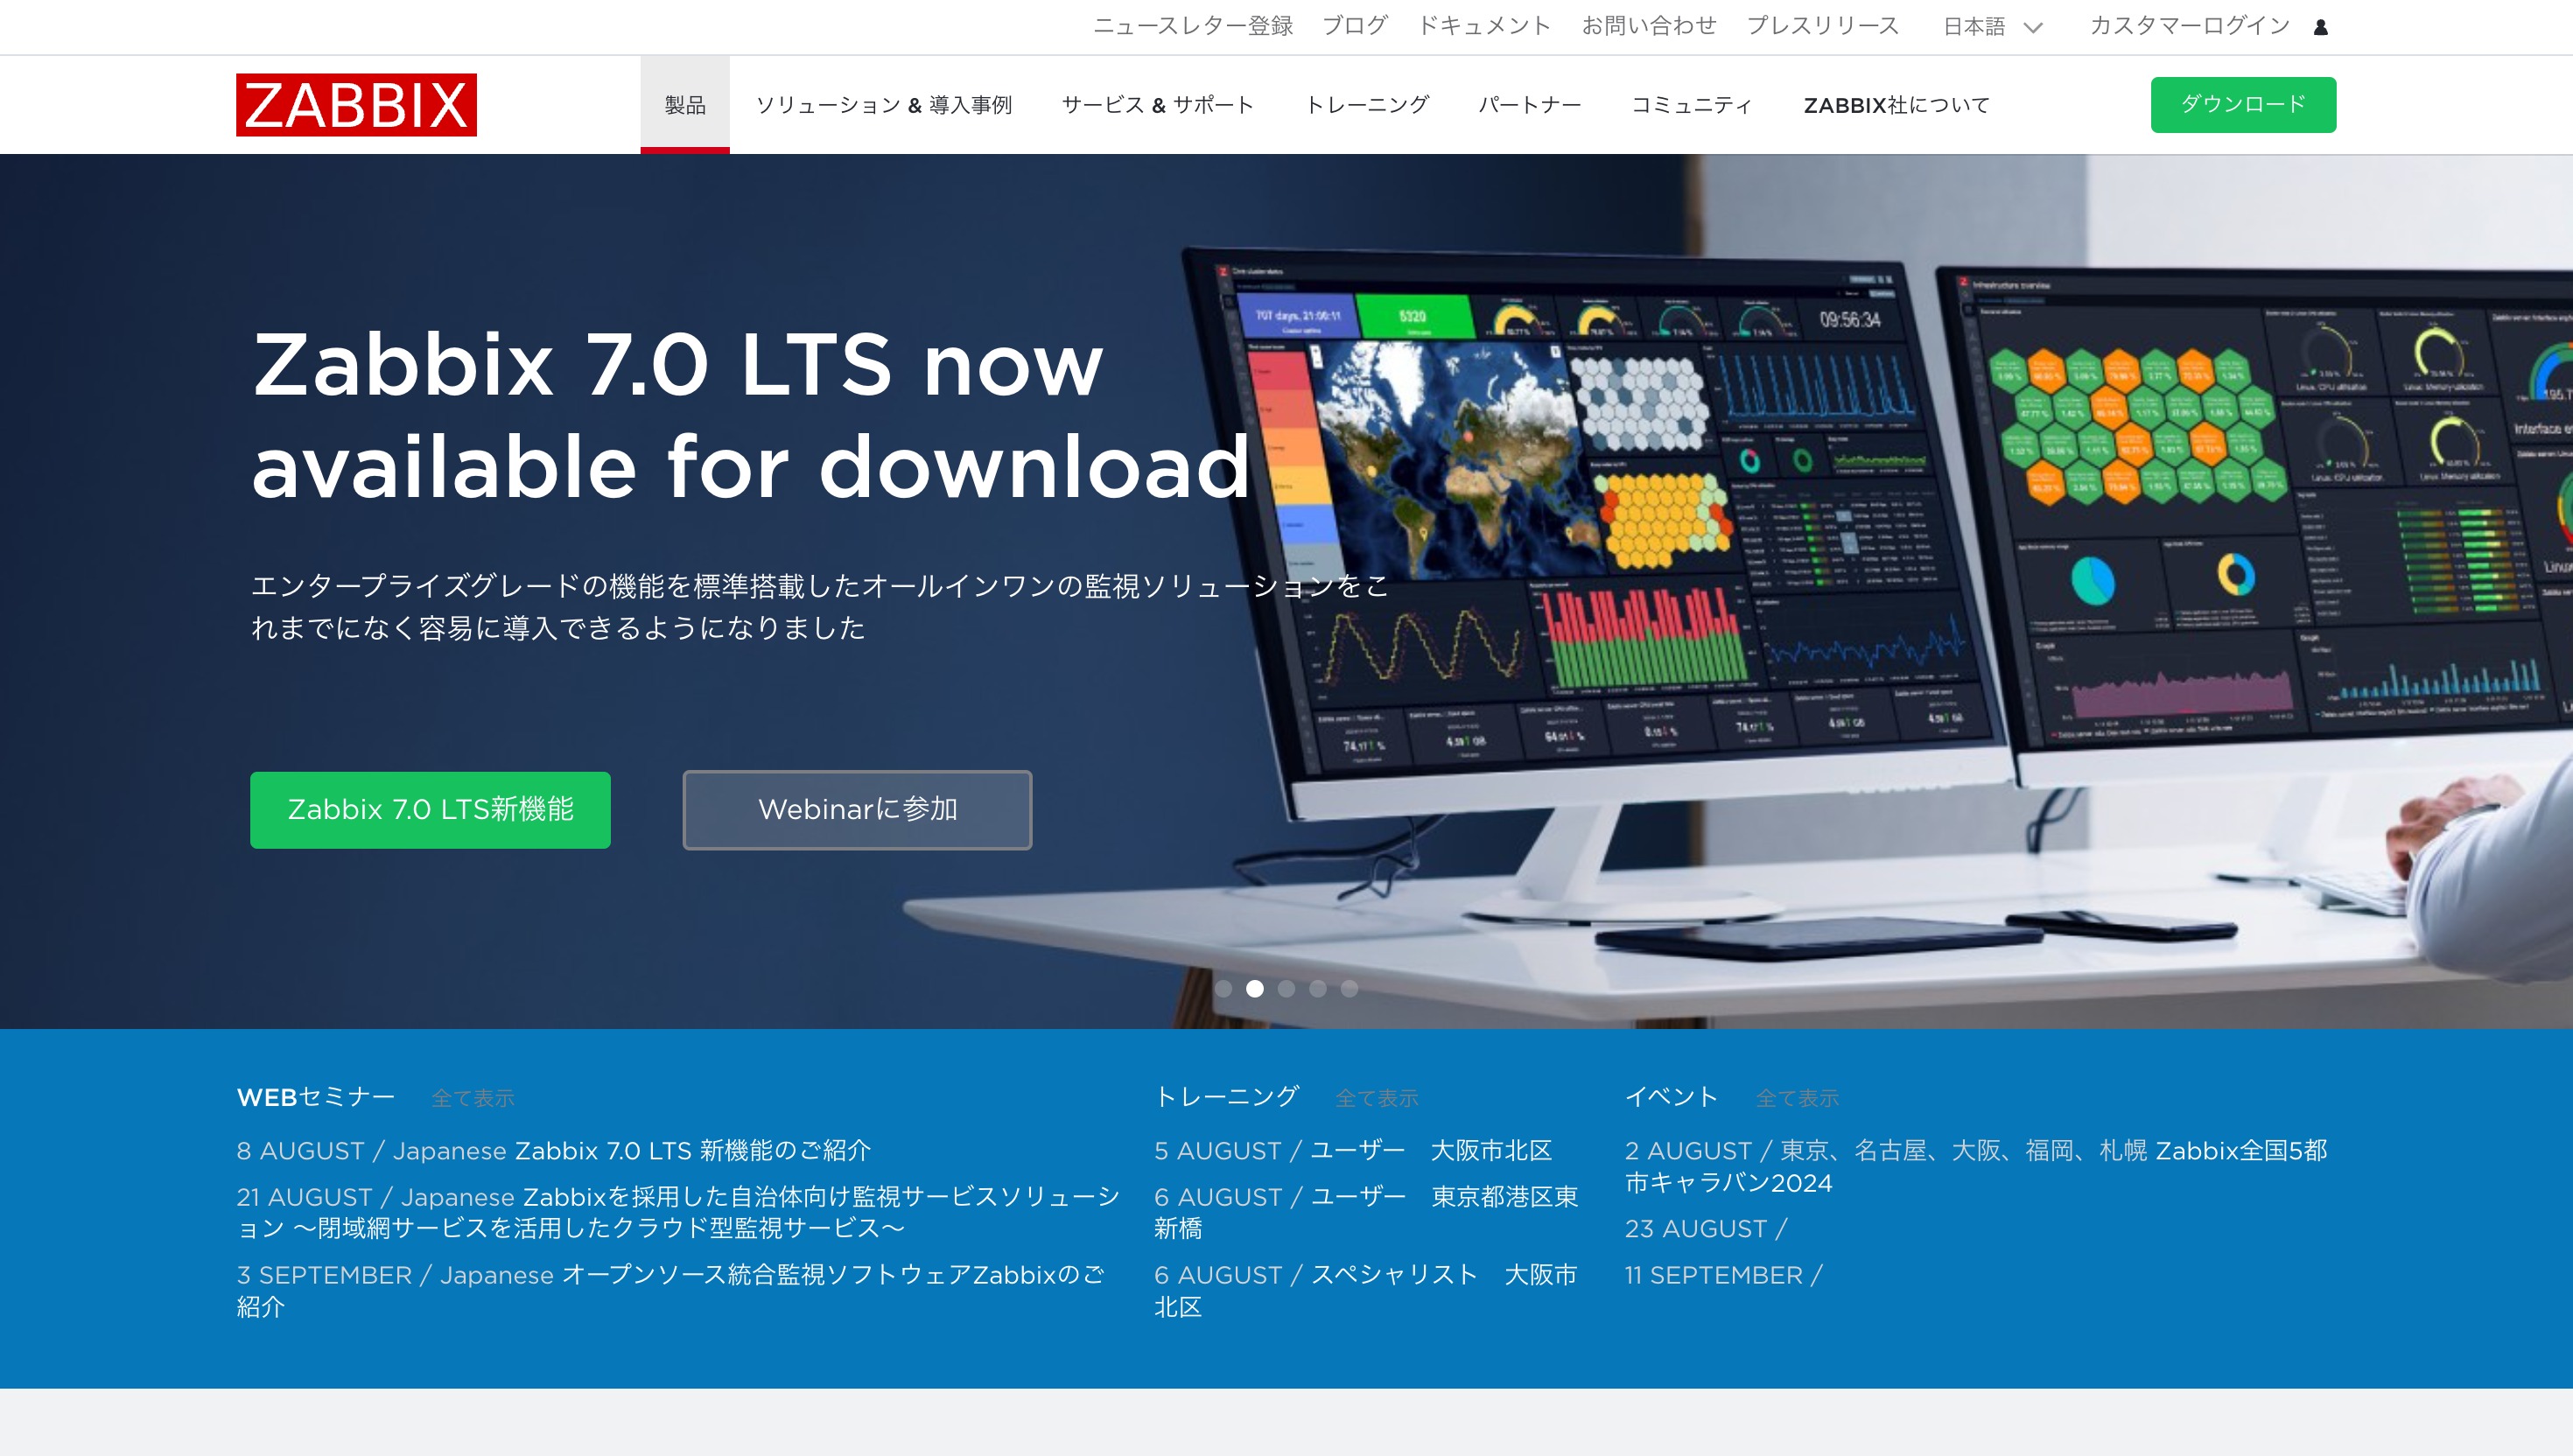 ニュースレター登録 ブログ ドキュメント お問い合わせ プレスリリース 日本語 カスタマーログイン
ZABBIX 製品 ソリューション & 導入事例 サービス & サポート トレーニング パートナー コミュニティ ZABBIX社について ダウンロード
Zabbix 7.0 LTS now
available for download
エンタープライズグレードの機能を標準搭載したオールインワンの監視ソリューションをこ
れまでになく容易に導入できるようになりました
Zabbix 7.0 LTS新機能 Webinarに参加
707 days, 21:00:11
5320
09:56:34
Infrastructure overview
WEBセミナー 全て表示
8 AUGUST / Japanese Zabbix 7.0 LTS 新機能のご紹介
21 AUGUST / Japanese Zabbixを採用した自治体向け監視サービスソリューシ
ョン 〜閉域網サービスを活用したクラウド型監視サービス〜
3 SEPTEMBER / Japanese オープンソース統合監視ソフトウェアZabbixのご
紹介
トレーニング 全て表示
5 AUGUST / ユーザー　大阪市北区
6 AUGUST / ユーザー　東京都港区東
新橋
6 AUGUST / スペシャリスト　大阪市
北区
イベント 全て表示
2 AUGUST / 東京、名古屋、大阪、福岡、札幌 Zabbix全国5都
市キャラバン2024
23 AUGUST /
11 SEPTEMBER /